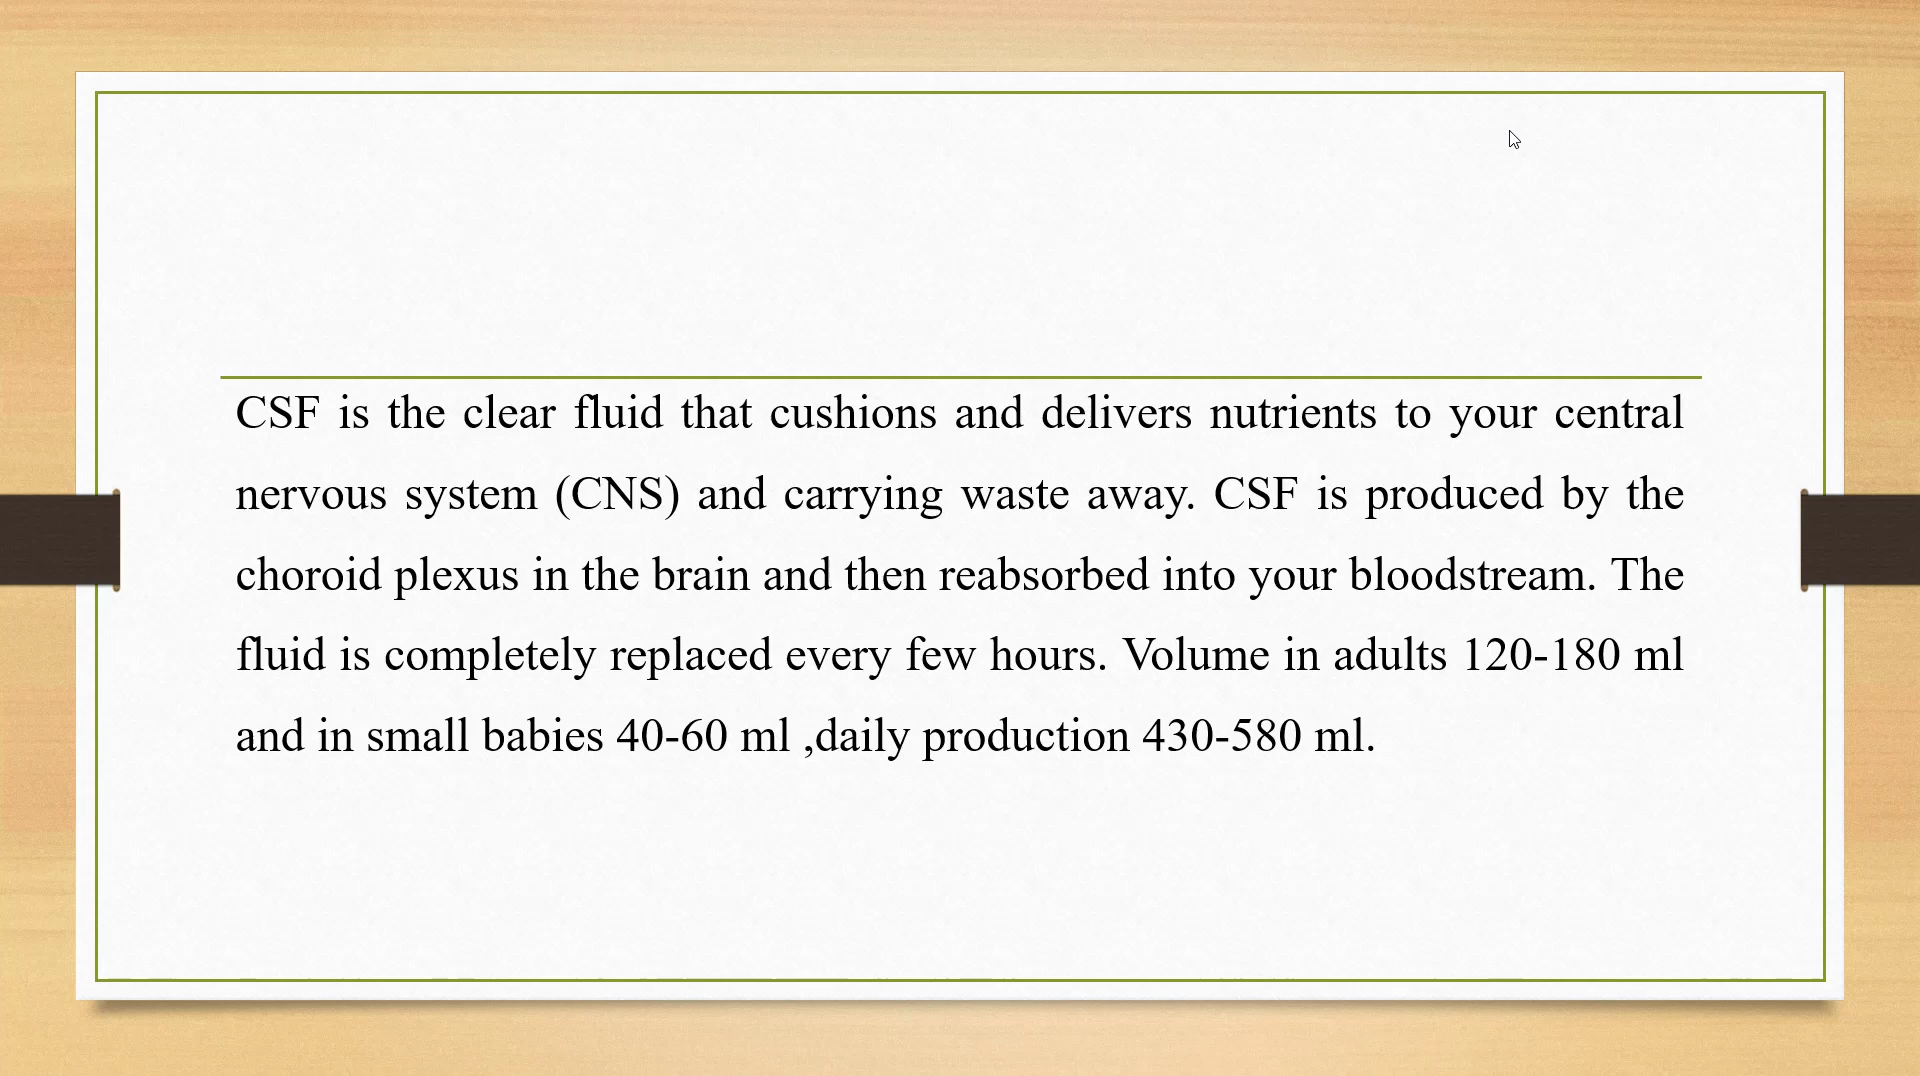 CSF is the clear fluid that cushions and delivers nutrients to your central
nervous system (CNS) and carrying waste away. CSF is produced by the
choroid plexus in the brain and then reabsorbed into your bloodstream. The
fluid is completely replaced every few hours. Volume in adults 120-180 ml
and in small babies 40-60 ml ,daily production 430-580 ml.